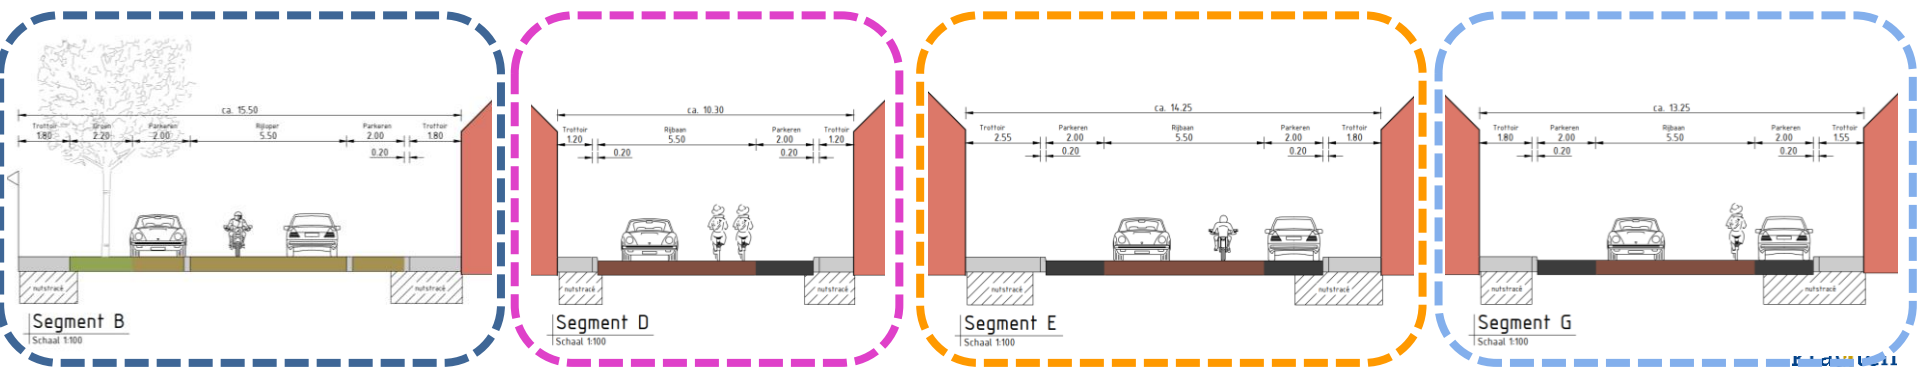 ca. 15.50
Trottoir Groen Parkeren Rijloper Parkeren Trottoir
1.80 2.20 2.00 5.50 2.00 1.80
0.20
nutstracé nutstracé
Segment B
Schaal 1:100
ca. 10.30
Trottoir Rijbaan Parkeren Trottoir
1.20 5.50 2.00 1.20
0.20 0.20
nutstracé nutstracé
Segment D
Schaal 1:100
ca. 14.25
Trottoir Parkeren Rijbaan Parkeren Trottoir
2.55 2.00 5.50 2.00 1.80
0.20 0.20
nutstracé nutstracé
Segment E
Schaal 1:100
ca. 13.25
Trottoir Parkeren Rijbaan Parkeren Trottoir
1.80 2.00 5.50 2.00 1.55
0.20 0.20
nutstracé nutstracé
Segment G
Schaal 1:100